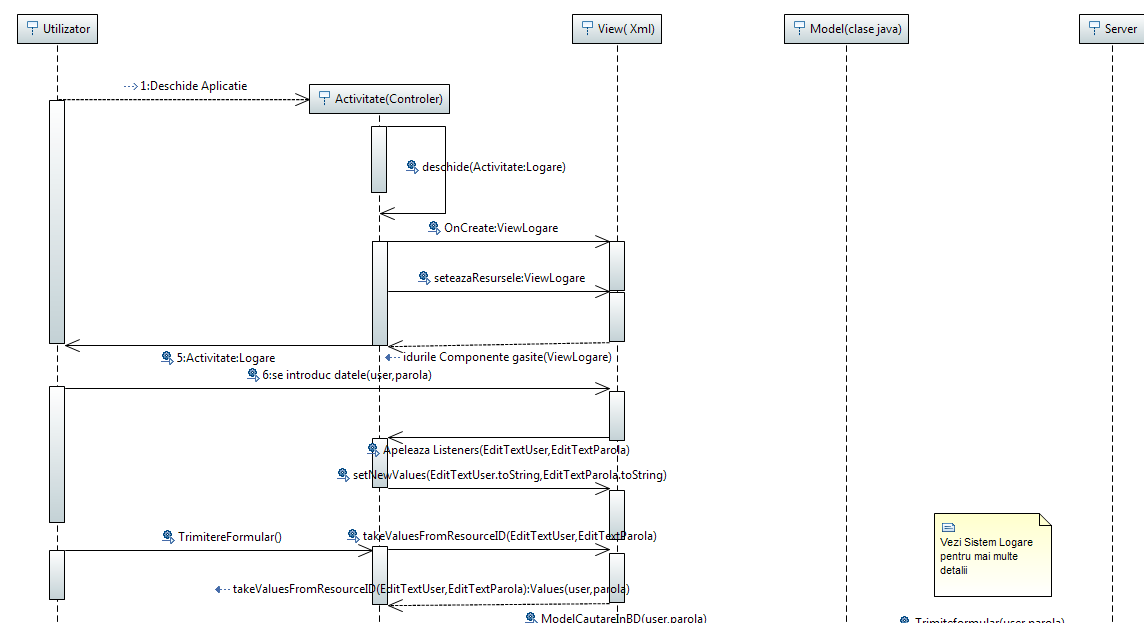 Utilizator
View( Xml)
Model(clase java)
Server
1:Deschide Aplicatie
Activitate(Controler)
deschide(Activitate:Logare)
OnCreate:ViewLogare
seteazaResursele:ViewLogare
5:Activitate:Logare
idurile Componente gasite(ViewLogare)
6:se introduc datele(user,parola)
Apeleaza Listeners(EditTextUser,EditTextParola)
setNewValues(EditTextUser.toString,EditTextParola.toString)
TrimitereFormular()
takeValuesFromResourceID(EditTextUser,EditTextParola)
Vezi Sistem Logare
pentru mai multe
detalii
takeValuesFromResourceID(EditTextUser,EditTextParola):Values(user,parola)
ModelCautareInBD(user,parola)
Trimiteformular(user,parola)